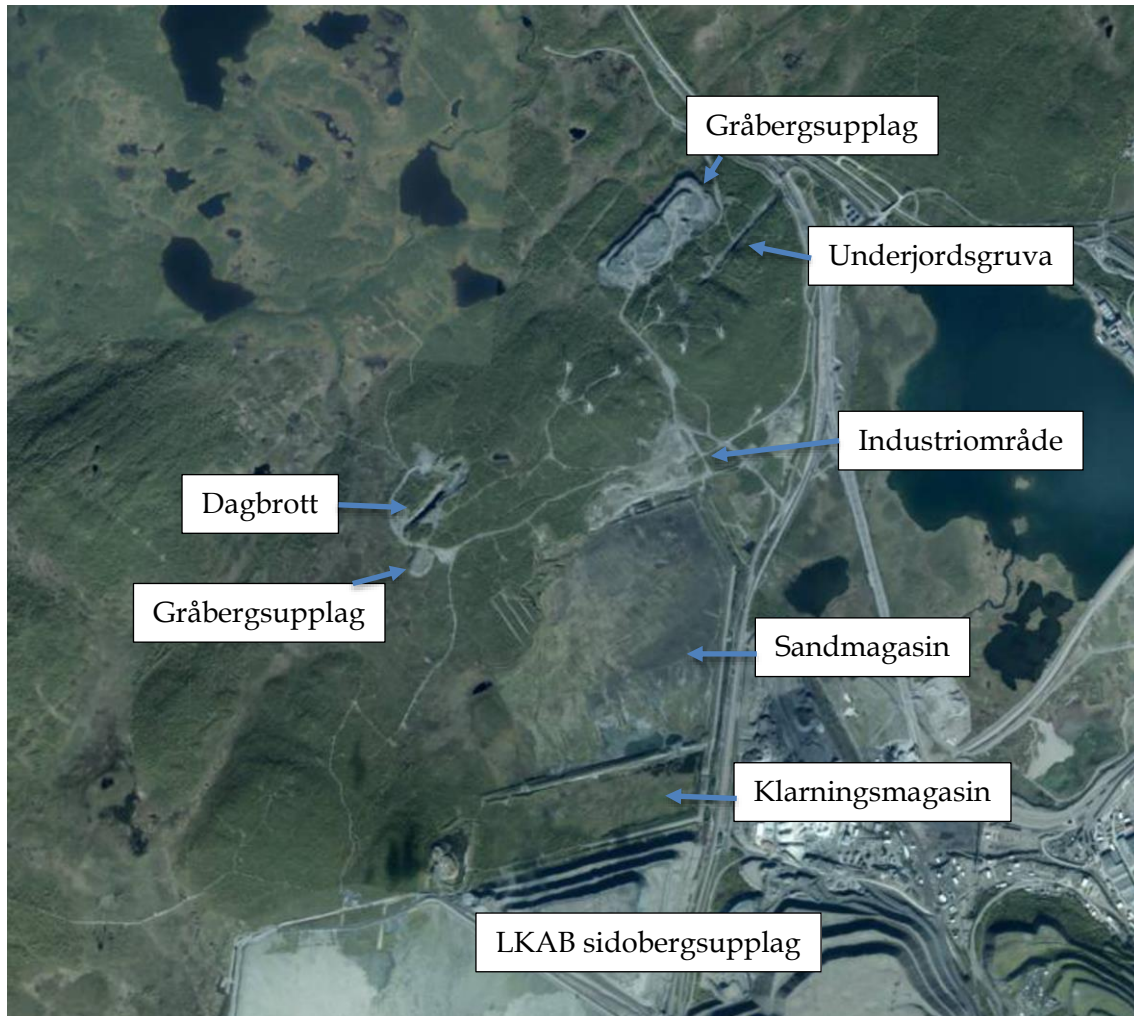 Gråbergsupplag
Underjordsgruva
Industriområde
Dagbrott
Gråbergsupplag
Sandmagasin
Klarningsmagasin
LKAB sidobergsupplag